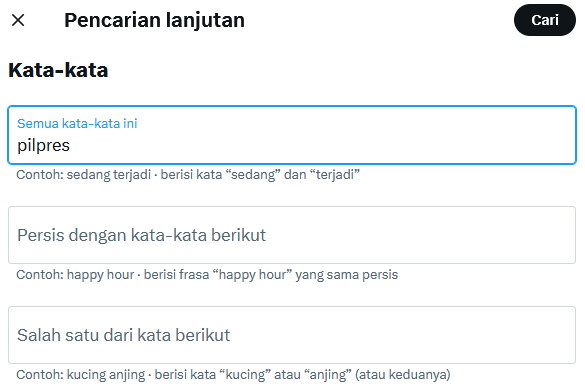 Pencarian lanjutan
Cari
Kata-kata
Semua kata-kata ini
pilpres
Contoh: sedang terjadi · berisi kata “sedang” dan “terjadi”
Persis dengan kata-kata berikut
Contoh: happy hour · berisi frasa “happy hour” yang sama persis
Salah satu dari kata berikut
Contoh: kucing anjing · berisi kata “kucing” atau “anjing” (atau keduanya)